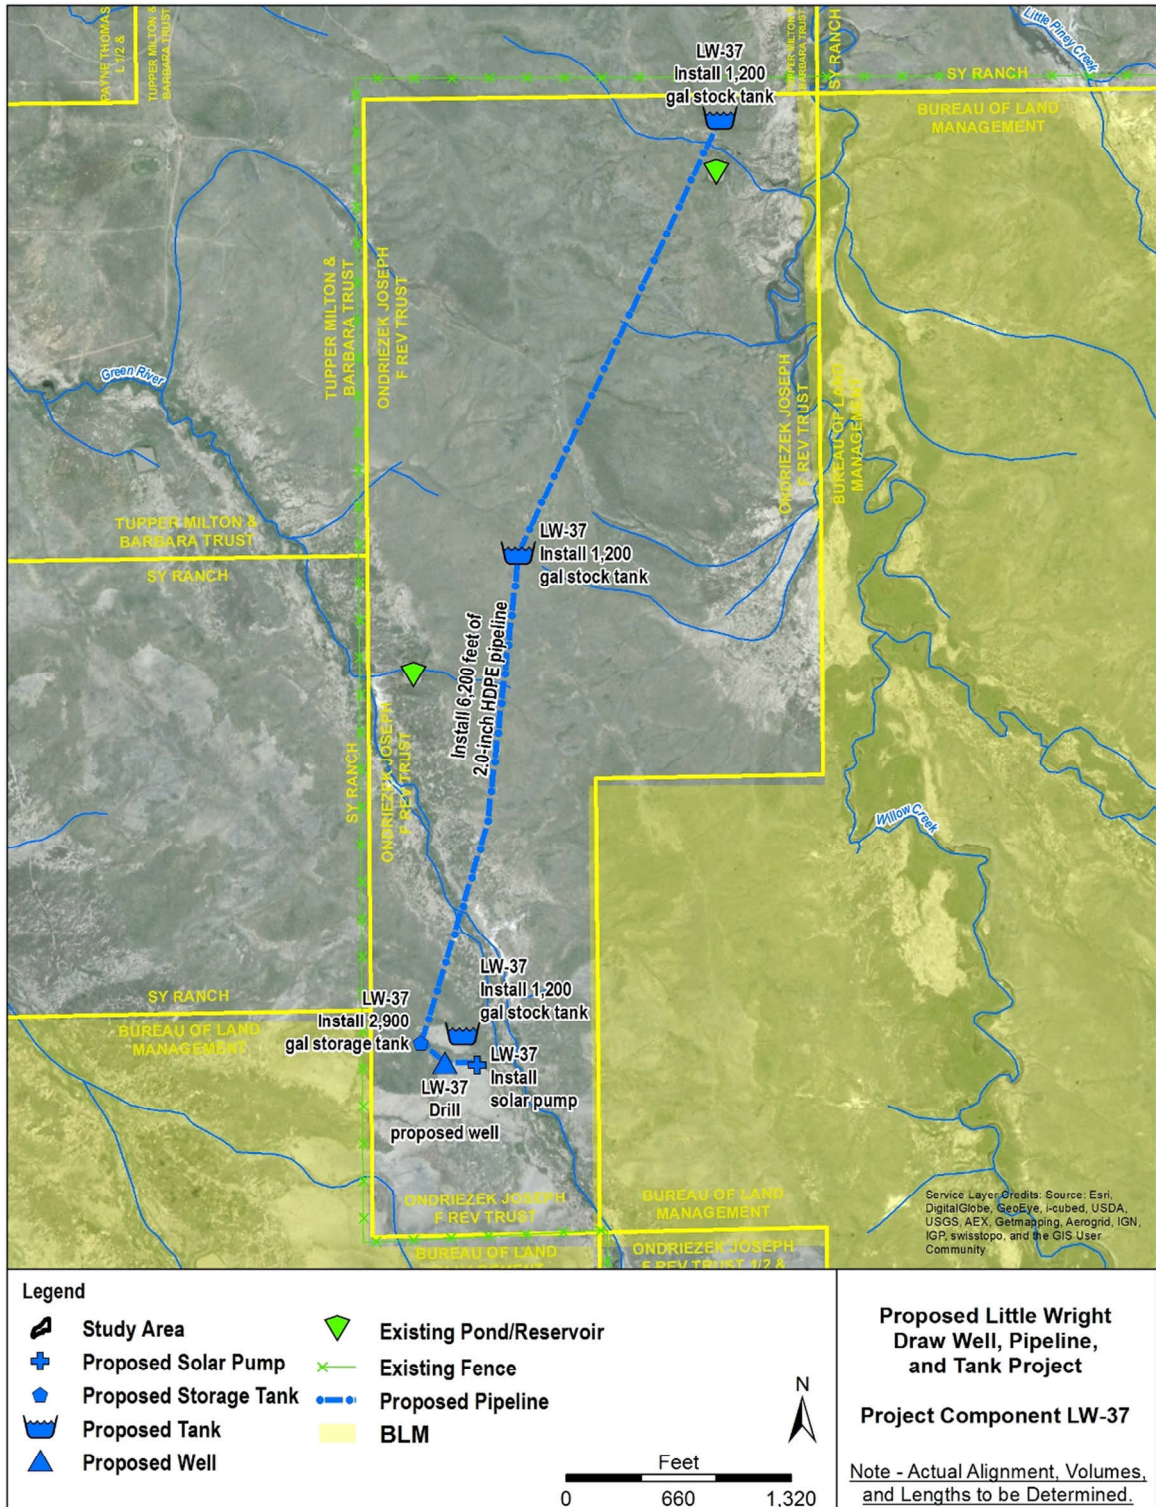 PAYNE THOMAS
L 1/2 &
TUPPER MILTON &
BARBARA TRUST
LW-37
Install 1,200
gal stock tank
TUPPER MILTON &
BARBARA TRUST
SY RANCH
Little Piney Creek
SY RANCH
BUREAU OF LAND
MANAGEMENT
TUPPER MILTON &
BARBARA TRUST
ONDRIEZEK JOSEPH
F REV TRUST
Green River
ONDRIEZEK JOSEPH
F REV TRUST
BUREAU OF LAND
MANAGEMENT
TUPPER MILTON &
BARBARA TRUST
SY RANCH
LW-37
Install 1,200
gal stock tank
Install 6,200 feet of
2.0-inch HDPE pipeline
SY RANCH
ONDRIEZEK JOSEPH
F REV TRUST
Willow Creek
SY RANCH
BUREAU OF LAND
MANAGEMENT
LW-37
Install 2,900
gal storage tank
LW-37
Install 1,200
gal stock tank
LW-37
Install
solar pump
LW-37
Drill
proposed well
ONDRIEZEK JOSEPH
F REV TRUST
BUREAU OF LAND
MANAGEMENT
BUREAU OF LAND
MANAGEMENT
ONDRIEZEK JOSEPH
F REV TRUST 1/2 &
Service Layer Credits: Source: Esri,
DigitalGlobe, GeoEye, i-cubed, USDA,
USGS, AEX, Getmapping, Aerogrid, IGN,
IGP, swisstopo, and the GIS User
Community
Legend
Study Area
Proposed Solar Pump
Proposed Storage Tank
Proposed Tank
Proposed Well
Existing Pond/Reservoir
Existing Fence
Proposed Pipeline
BLM
N
Feet
0 660 1,320
Proposed Little Wright
Draw Well, Pipeline,
and Tank Project
Project Component LW-37
Note - Actual Alignment, Volumes,
and Lengths to be Determined.